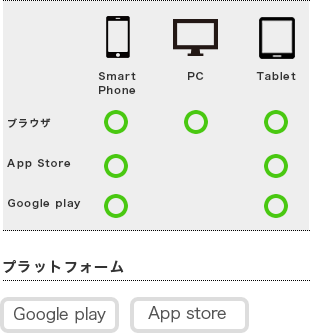 Smart
Phone
PC
Tablet
ブラウザ
App Store
Google play
プラットフォーム
Google play
App store